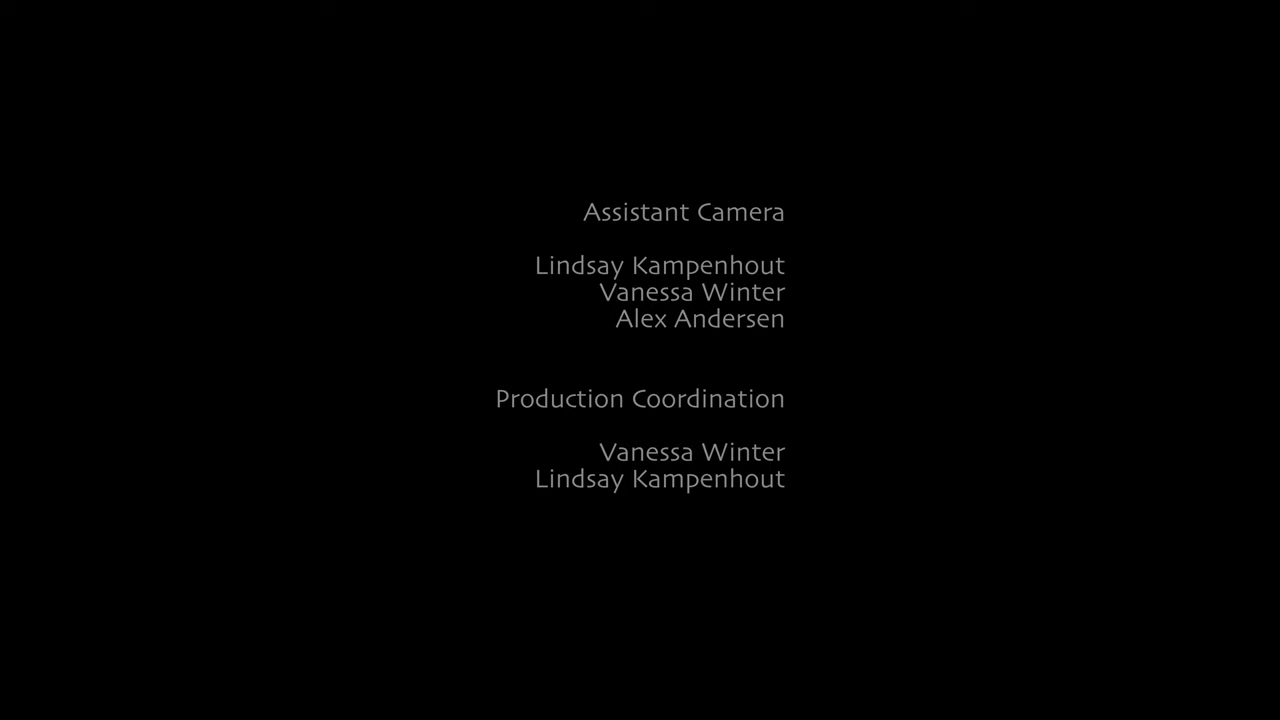 Assistant Camera
Lindsay Kampenhout
Vanessa Winter
Alex Andersen
Production Coordination
Vanessa Winter
Lindsay Kampenhout